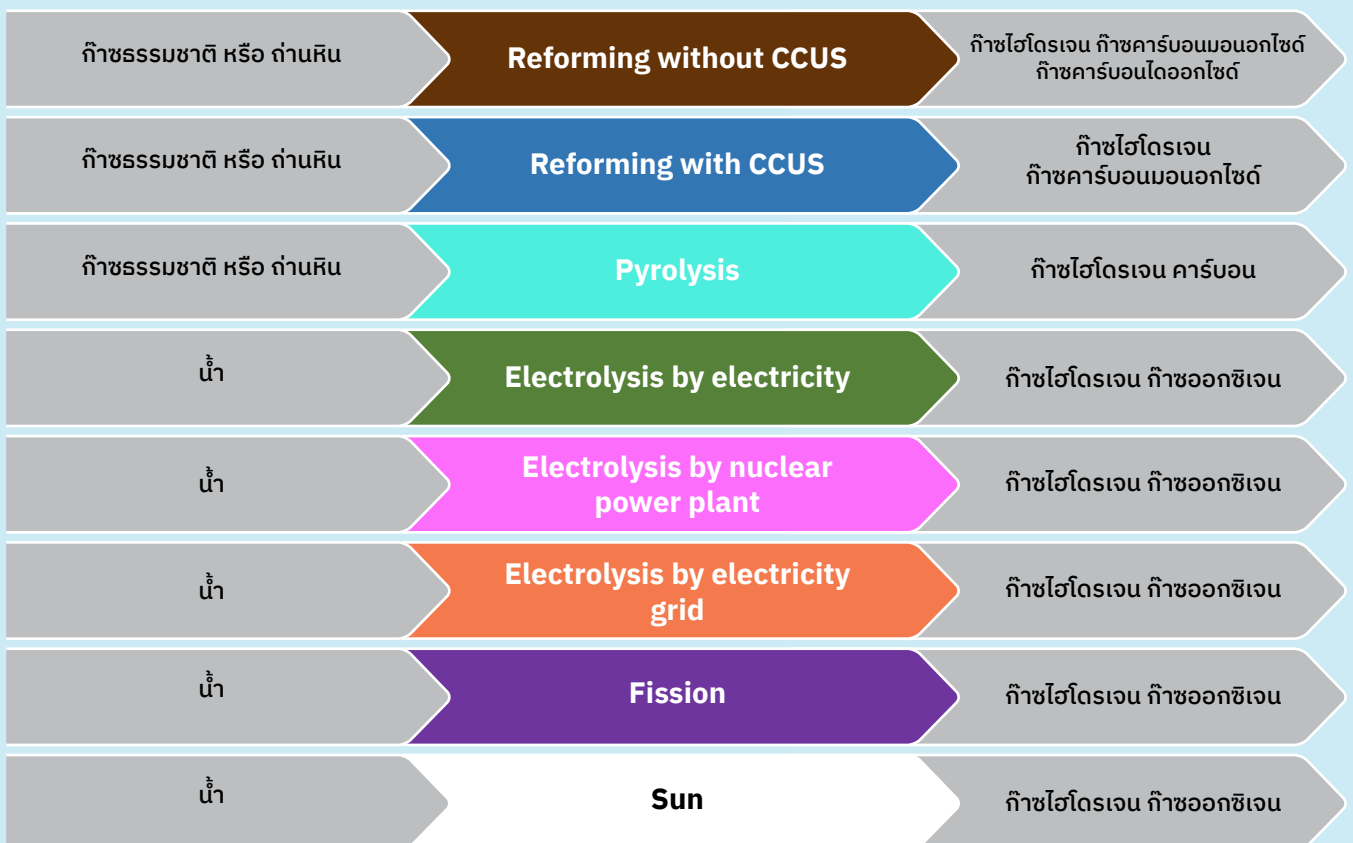 ก๊าซธรรมชาติ หรือ ถ่านหิน
Reforming without CCUS
ก๊าซไฮโดรเจน ก๊าซคาร์บอนมอนอกไซด์
ก๊าซคาร์บอนไดออกไซด์
ก๊าซธรรมชาติ หรือ ถ่านหิน
Reforming with CCUS
ก๊าซไฮโดรเจน
ก๊าซคาร์บอนมอนอกไซด์
ก๊าซธรรมชาติ หรือ ถ่านหิน
Pyrolysis
ก๊าซไฮโดรเจน คาร์บอน
น้ำ
Electrolysis by electricity
ก๊าซไฮโดรเจน ก๊าซออกซิเจน
น้ำ
Electrolysis by nuclear
power plant
ก๊าซไฮโดรเจน ก๊าซออกซิเจน
น้ำ
Electrolysis by electricity
grid
ก๊าซไฮโดรเจน ก๊าซออกซิเจน
น้ำ
Fission
ก๊าซไฮโดรเจน ก๊าซออกซิเจน
น้ำ
Sun
ก๊าซไฮโดรเจน ก๊าซออกซิเจน